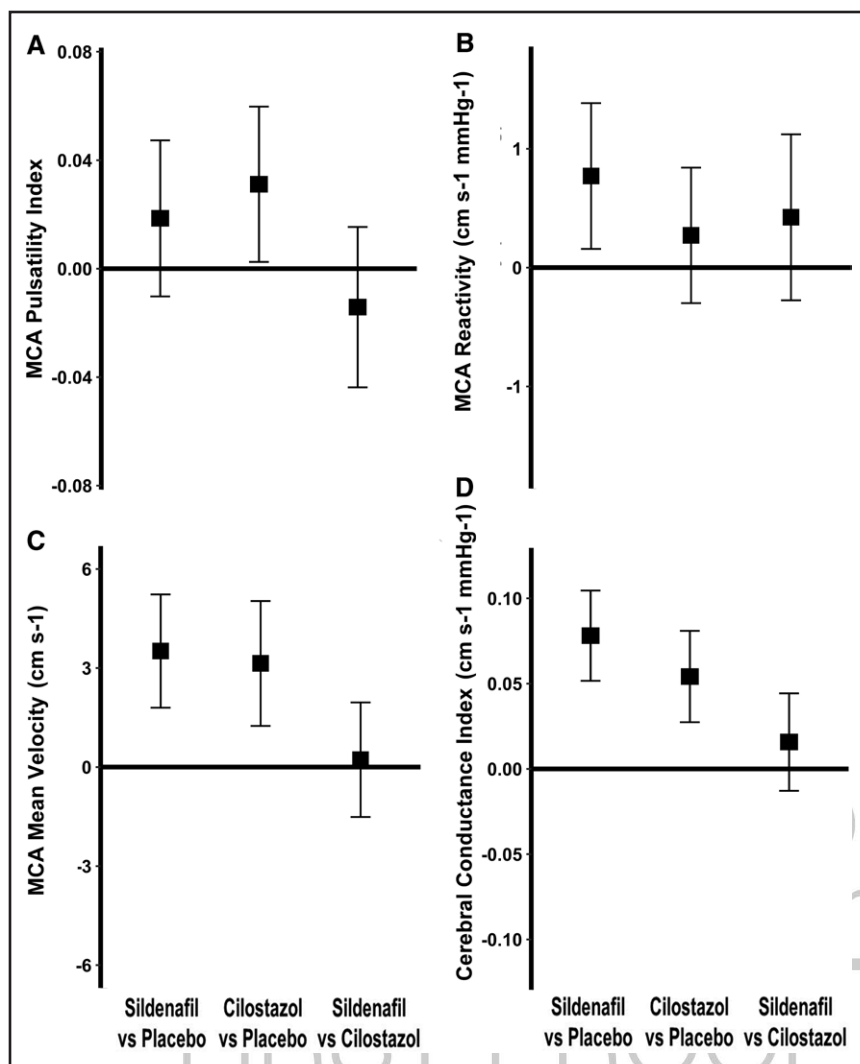 A
0.08
0.04
0.00
-0.04
-0.08
MCA Pulsatility Index
B
1
0
-1
MCA Reactivity (cm s-1 mmHg-1)
C
6
3
0
-3
-6
MCA Mean Velocity (cm s-1)
D
0.10
0.05
0.00
-0.05
-0.10
Cerebral Conductance Index (cm s-1 mmHg-1)
Sildenafil
vs Placebo
Cilostazol
vs Placebo
Sildenafil
vs Cilostazol
Sildenafil
vs Placebo
Cilostazol
vs Placebo
Sildenafil
vs Cilostazol